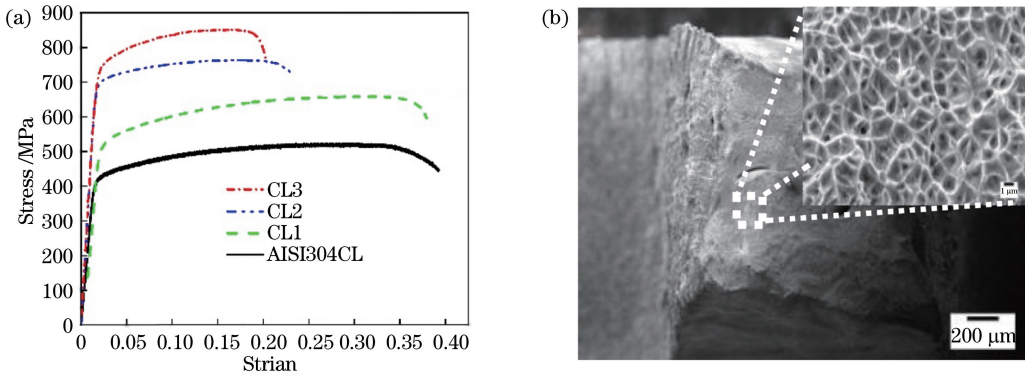 (a)
900
800
700
600
500
400
300
200
100
0
Stress /MPa
CL3
CL2
CL1
AISI304CL
0 0.05 0.10 0.15 0.20 0.25 0.30 0.35 0.40
Strian
(b)
1 μm
200 μm